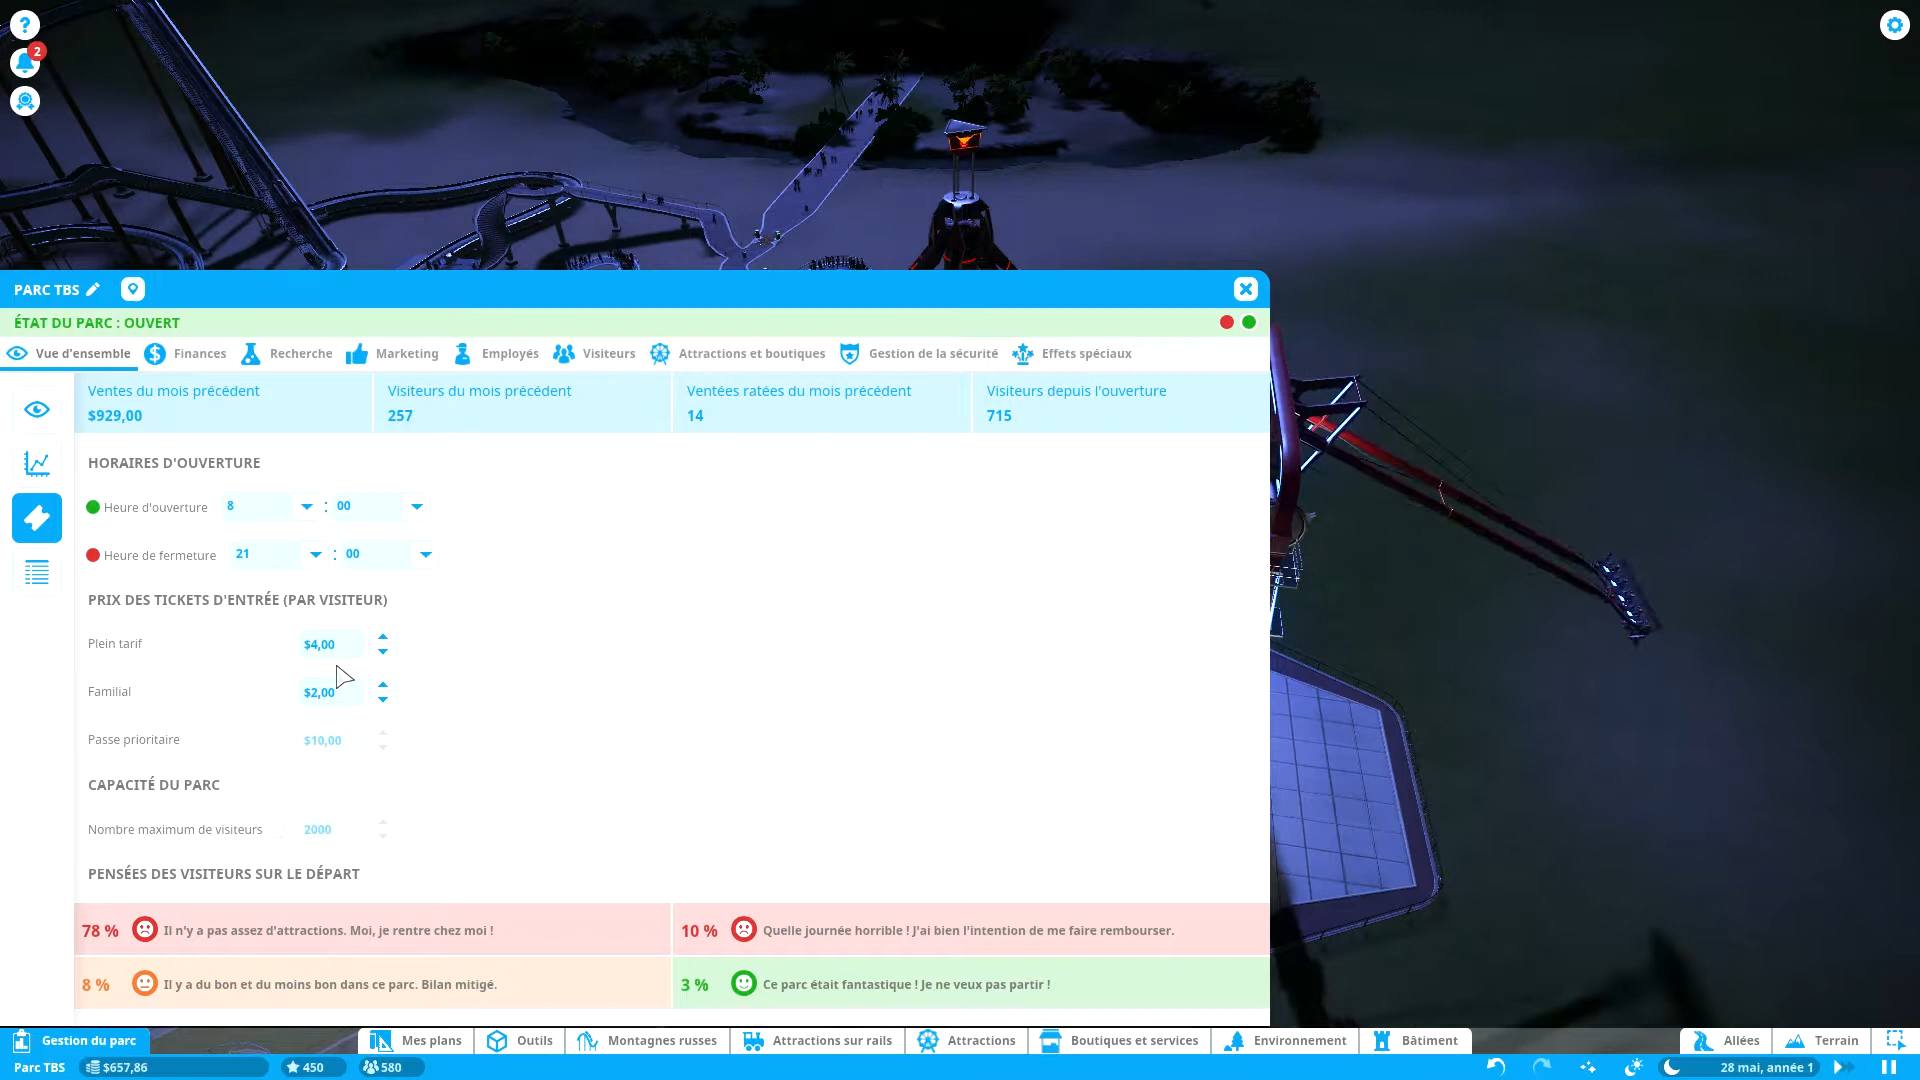 ?
2
PARC TBS
ÉTAT DU PARC : OUVERT
Vue d'ensemble
Finances
Recherche
Marketing
Employés
Visiteurs
Attractions et boutiques
Gestion de la sécurité
Effets spéciaux
Ventes du mois précédent
$929,00
Visiteurs du mois précédent
257
Ventées ratées du mois précédent
14
Visiteurs depuis l'ouverture
715
HORAIRES D'OUVERTURE
Heure d'ouverture 8 : 00
Heure de fermeture 21 : 00
PRIX DES TICKETS D'ENTRÉE (PAR VISITEUR)
Plein tarif $4,00
Familial $2,00
Passe prioritaire $10,00
CAPACITÉ DU PARC
Nombre maximum de visiteurs 2000
PENSÉES DES VISITEURS SUR LE DÉPART
78 % Il n'y a pas assez d'attractions. Moi, je rentre chez moi !
10 % Quelle journée horrible ! J'ai bien l'intention de me faire rembourser.
8 % Il y a du bon et du moins bon dans ce parc. Bilan mitigé.
3 % Ce parc était fantastique ! Je ne veux pas partir !
Gestion du parc
Mes plans
Outils
Montagnes russes
Attractions sur rails
Attractions
Boutiques et services
Environnement
Bâtiment
Allées
Terrain
Parc TBS
$657,86
450
580
28 mai, année 1